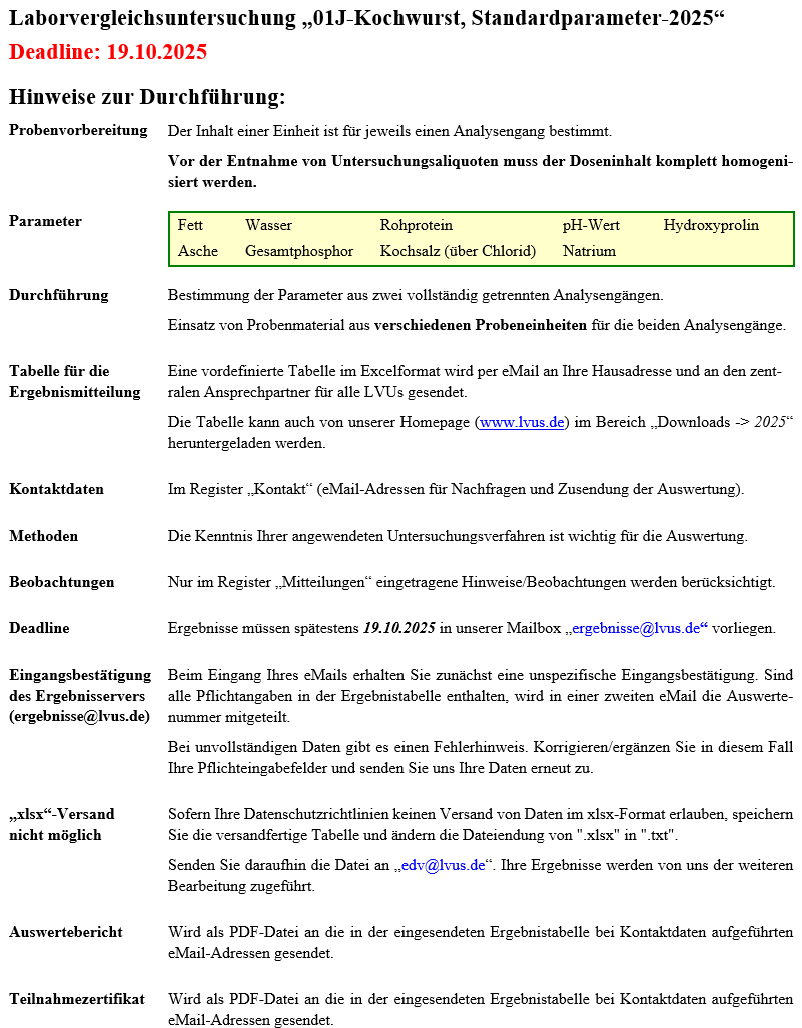 Laborvergleichsuntersuchung „01J-Kochwurst, Standardparameter-2025“
Deadline: 19.10.2025
Hinweise zur Durchführung:
Probenvorbereitung Der Inhalt einer Einheit ist für jeweils einen Analysengang bestimmt.
Vor der Entnahme von Untersuchungsaliquoten muss der Doseninhalt komplett homogeni-
siert werden.
Parameter Fett Wasser Rohprotein pH-Wert Hydroxyprolin
Asche Gesamtphosphor Kochsalz (über Chlorid) Natrium
Durchführung Bestimmung der Parameter aus zwei vollständig getrennten Analysengängen.
Einsatz von Probenmaterial aus verschiedenen Probeneinheiten für die beiden Analysengänge.
Tabelle für die Eine vordefinierte Tabelle im Excelformat wird per eMail an Ihre Hausadresse und an den zent-
Ergebnismitteilung ralen Ansprechpartner für alle LVUs gesendet.
Die Tabelle kann auch von unserer Homepage (www.lvus.de) im Bereich „Downloads -> 2025“
heruntergeladen werden.
Kontaktdaten Im Register „Kontakt“ (eMail-Adressen für Nachfragen und Zusendung der Auswertung).
Methoden Die Kenntnis Ihrer angewendeten Untersuchungsverfahren ist wichtig für die Auswertung.
Beobachtungen Nur im Register „Mitteilungen“ eingetragene Hinweise/Beobachtungen werden berücksichtigt.
Deadline Ergebnisse müssen spätestens 19.10.2025 in unserer Mailbox „ergebnisse@lvus.de“ vorliegen.
Eingangsbestätigung Beim Eingang Ihres eMails erhalten Sie zunächst eine unspezifische Eingangsbestätigung. Sind
des Ergebnisservers alle Pflichtangaben in der Ergebnistabelle enthalten, wird in einer zweiten eMail die Auswerte-
(ergebnisse@lvus.de) nummer mitgeteilt.
Bei unvollständigen Daten gibt es einen Fehlerhinweis. Korrigieren/ergänzen Sie in diesem Fall
Ihre Pflichteingabefelder und senden Sie uns Ihre Daten erneut zu.
„xlsx“-Versand Sofern Ihre Datenschutzrichtlinien keinen Versand von Daten im xlsx-Format erlauben, speichern
nicht möglich Sie die versandfertige Tabelle und ändern die Dateiendung von ".xlsx" in ".txt".
Senden Sie daraufhin die Datei an „edv@lvus.de“. Ihre Ergebnisse werden von uns der weiteren
Bearbeitung zugeführt.
Auswertebericht Wird als PDF-Datei an die in der eingesendeten Ergebnistabelle bei Kontaktdaten aufgeführten
eMail-Adressen gesendet.
Teilnahmezertifikat Wird als PDF-Datei an die in der eingesendeten Ergebnistabelle bei Kontaktdaten aufgeführten
eMail-Adressen gesendet.